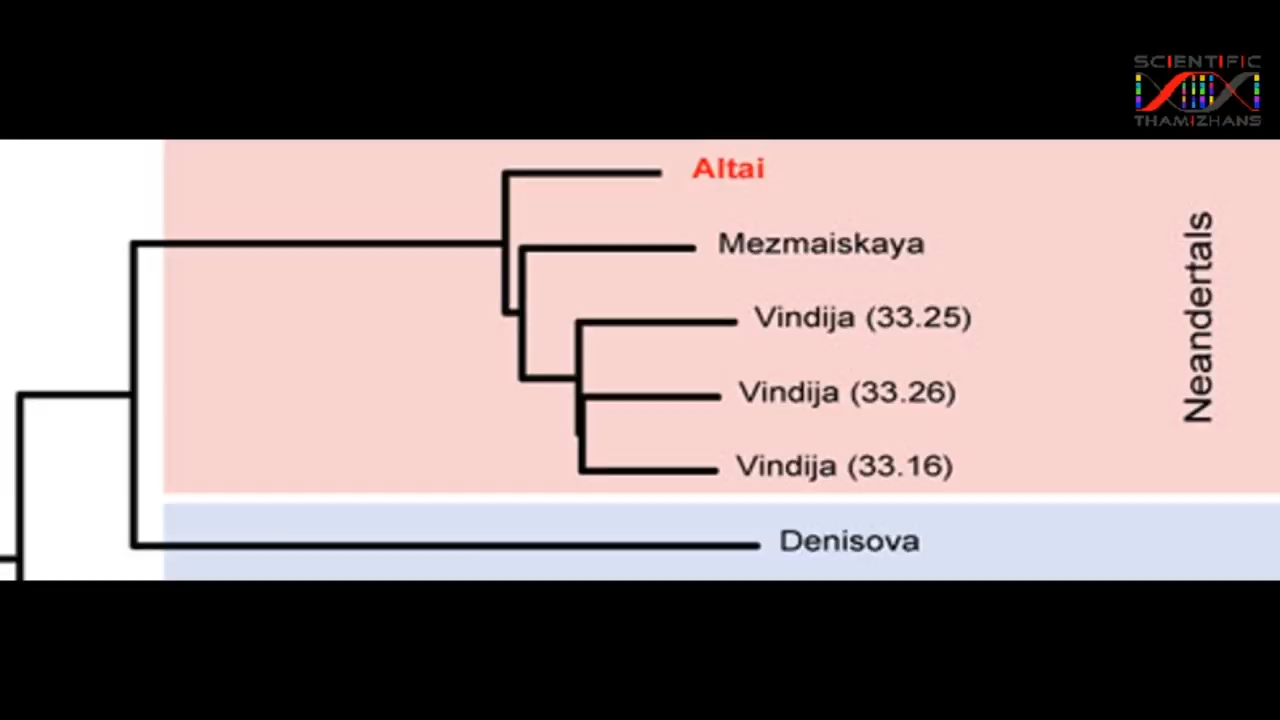 SCIENTIFIC
THAMIZHANS
Altai
Mezmaiskaya
Vindija (33.25)
Vindija (33.26)
Vindija (33.16)
Denisova
Neandertals